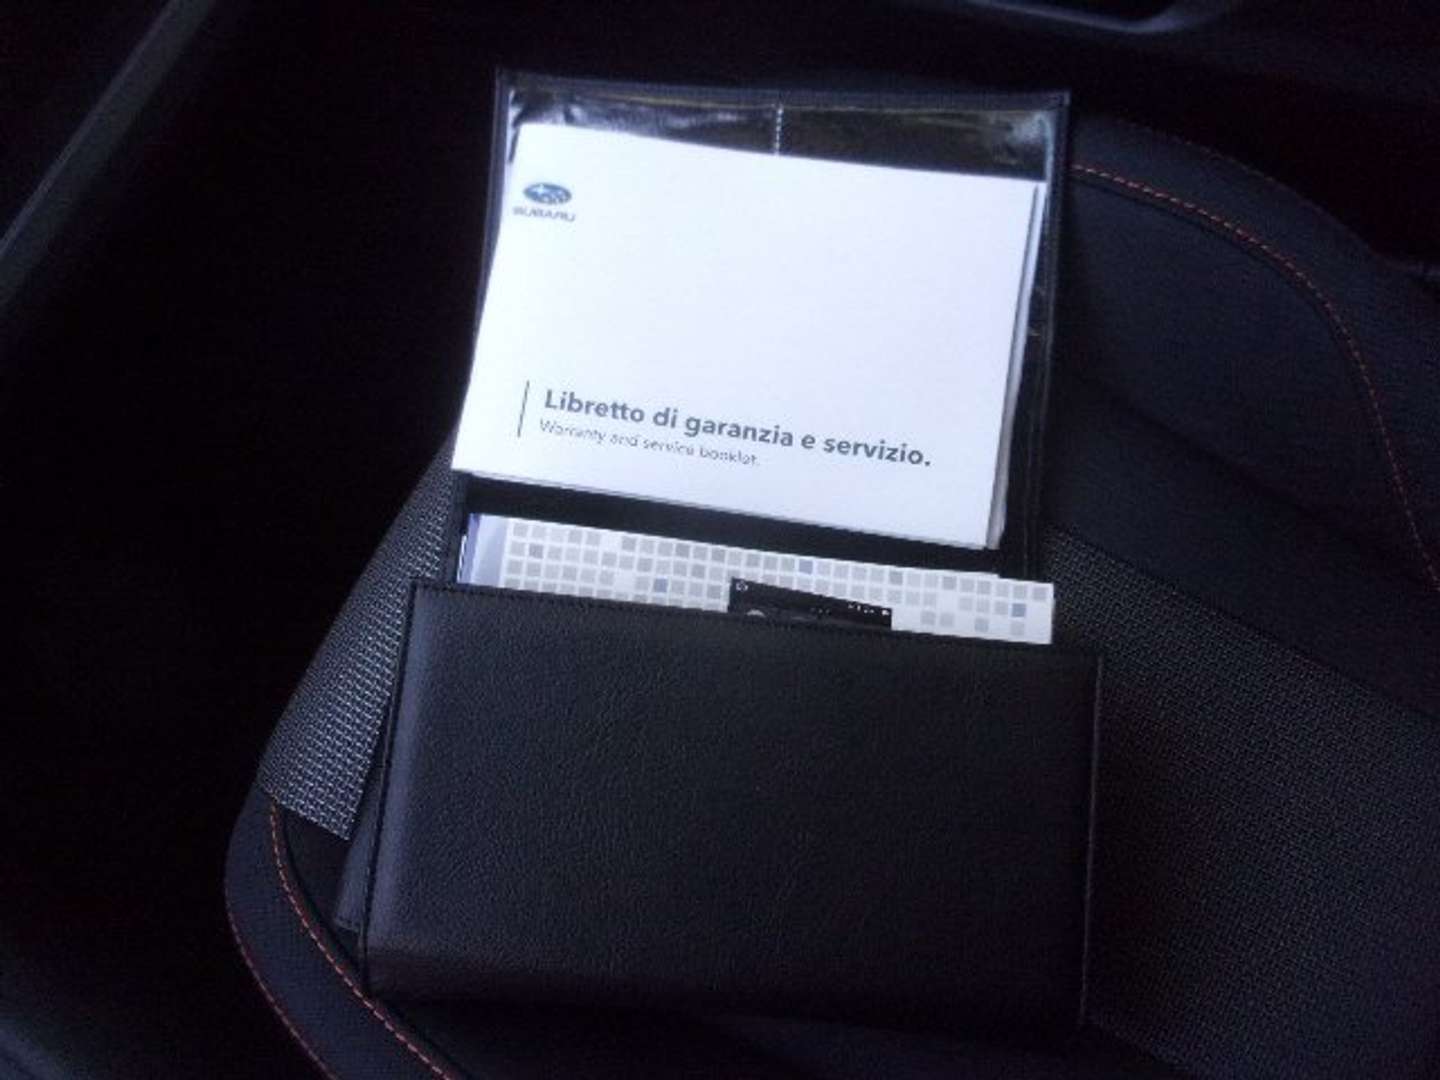 SUBARU
Libretto di garanzia e servizio.
Warranty and service booklet.